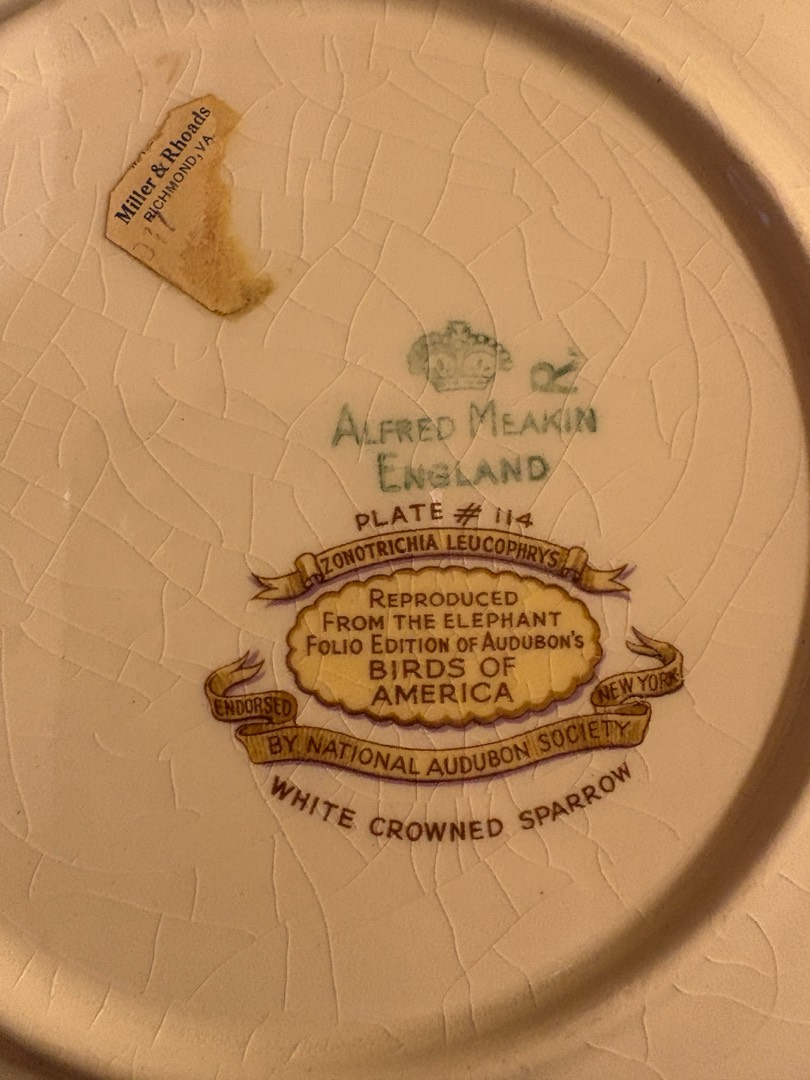 Miller & Rhoads
RICHMOND, VA.
R.
ALFRED MEAKIN
ENGLAND
PLATE # 114
ZONOTRICHIA LEUCOPHRYS
REPRODUCED
FROM THE ELEPHANT
FOLIO EDITION OF AUDUBON'S
BIRDS OF
AMERICA
ENDORSED
BY NATIONAL AUDUBON SOCIETY
NEW YORK
WHITE CROWNED SPARROW